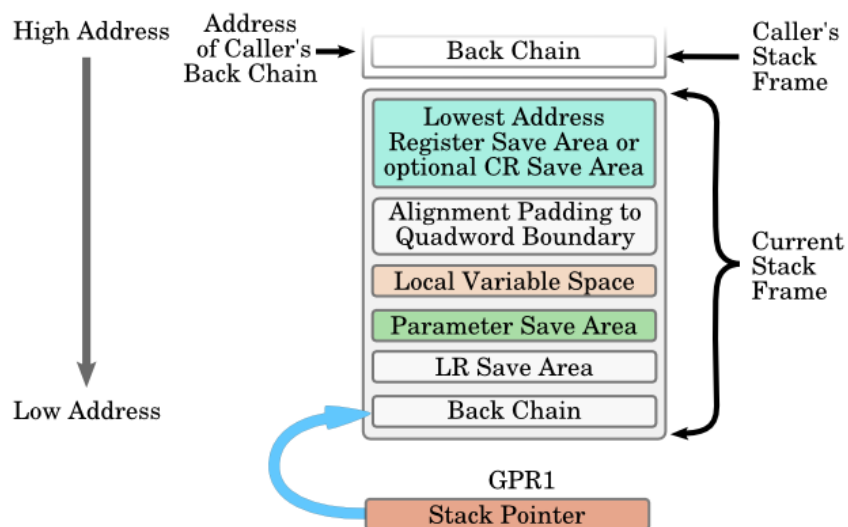 High Address
Address
of Caller's
Back Chain
Back Chain
Caller's
Stack
Frame
Lowest Address
Register Save Area or
optional CR Save Area
Alignment Padding to
Quadword Boundary
Local Variable Space
Parameter Save Area
LR Save Area
Back Chain
Current
Stack
Frame
Low Address
GPR1
Stack Pointer